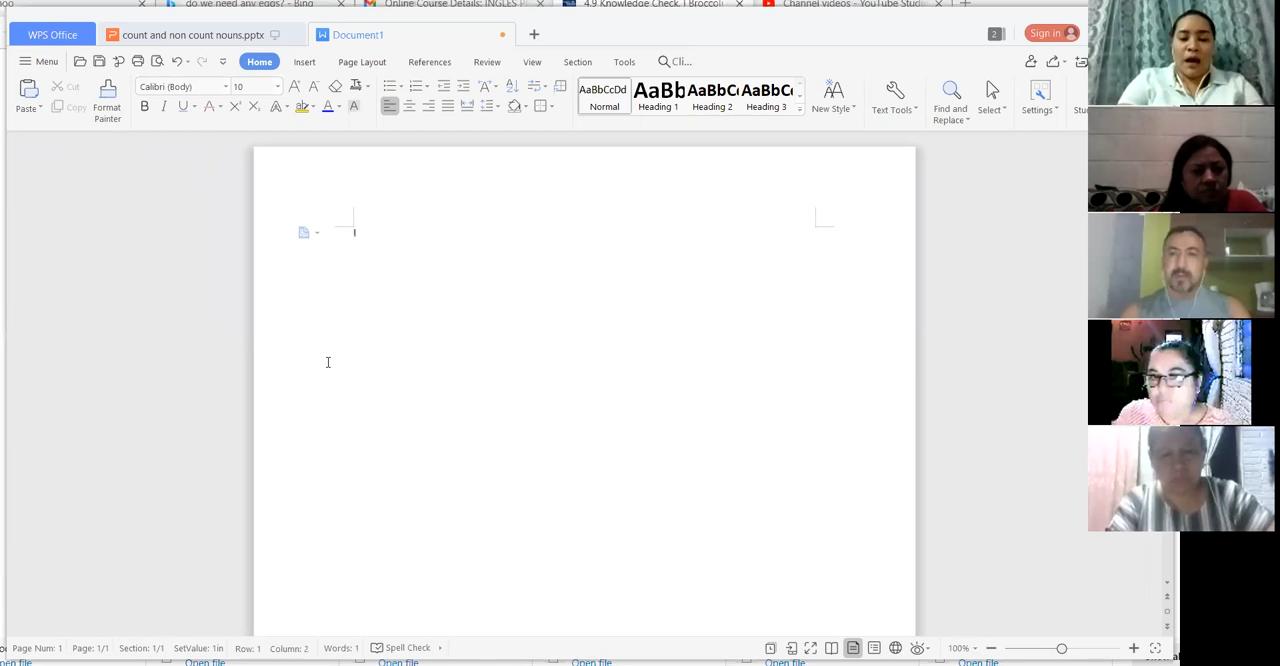 do we need any eggs? - Bing
Online Course Details: INGLES P
4.9 Knowledge Check. | Broccoli
Channel videos - YouTube Studi
WPS Office
count and non count nouns.pptx
Document1
2
Sign in
Menu
Home
Insert
Page Layout
References
Review
View
Section
Tools
Cli...
Paste
Cut
Copy
Format
Painter
Calibri (Body)
10
AaBbCcDd
Normal
AaBb
Heading 1
AaBbC
Heading 2
AaBbC
Heading 3
New Style
Text Tools
Find and
Replace
Select
Settings
I
Page Num: 1
Page: 1/1
Section: 1/1
SetValue: 1in
Row: 1
Column: 2
Words: 1
Spell Check
100%
Open file
Open file
Open file
Open file
Open file